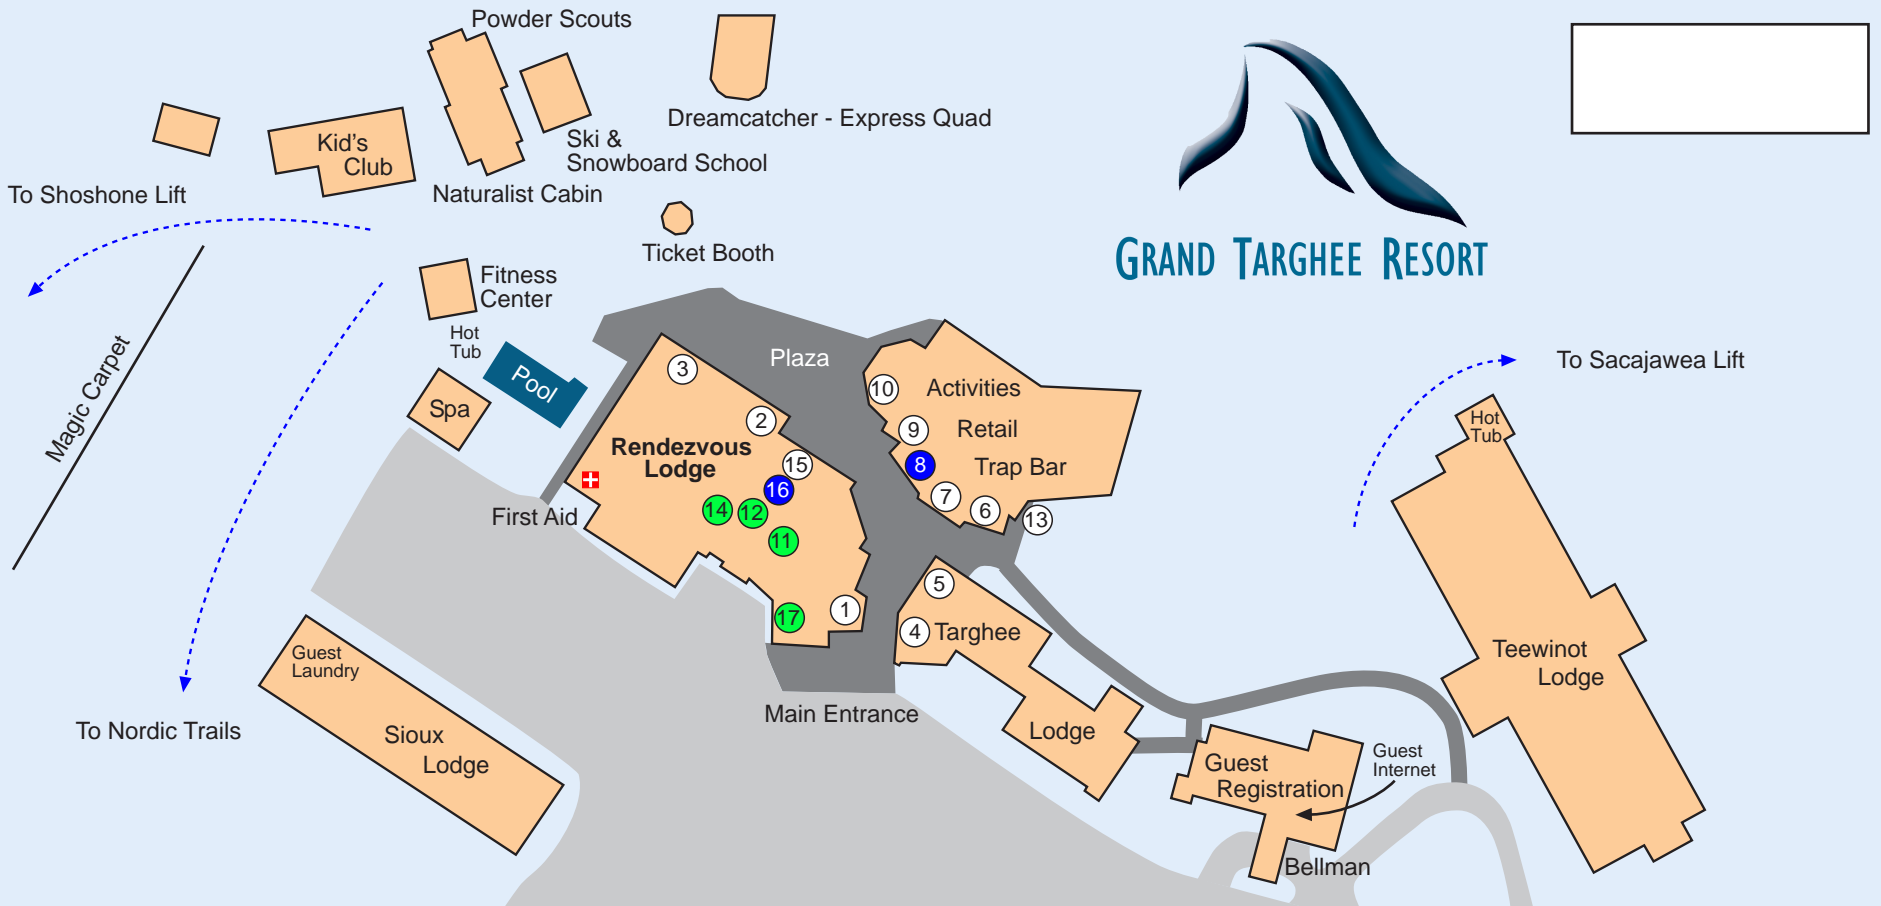 Powder Scouts
Dreamcatcher - Express Quad
Kid's
Club
Ski &
Snowboard School
To Shoshone Lift
Naturalist Cabin
Ticket Booth
GRAND TARGHEE RESORT
Fitness
Center
Hot
Tub
Pool
Spa
Magic Carpet
Plaza
3
2
Rendezvous
Lodge
15
16
14
12
11
17
1
First Aid
10
Activities
9
Retail
8
Trap Bar
7
6
13
5
4
Targhee
Lodge
Main Entrance
To Sacajawea Lift
Hot
Tub
Teewinot
Lodge
Guest
Laundry
Sioux
Lodge
To Nordic Trails
Guest
Registration
Guest
Internet
Bellman